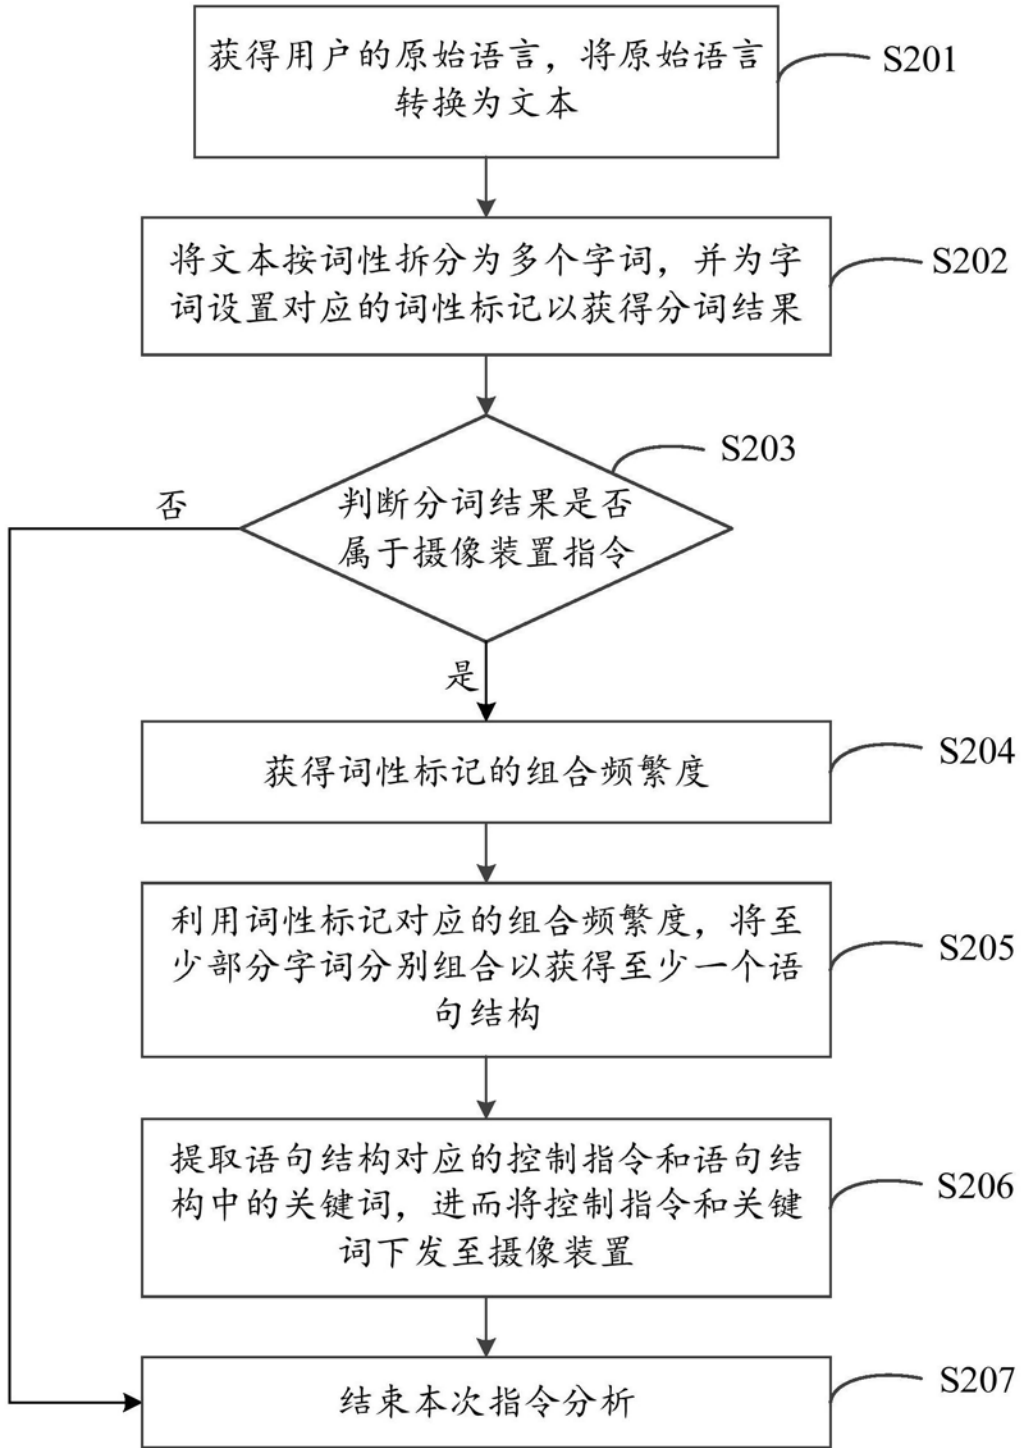 获得用户的原始语言，将原始语言
转换为文本
S201
将文本按词性拆分为多个字词，并为字
词设置对应的词性标记以获得分词结果
S202
S203
判断分词结果是否
属于摄像装置指令
否
是
获得词性标记的组合频繁度
S204
利用词性标记对应的组合频繁度，将至
少部分字词分别组合以获得至少一个语
句结构
S205
提取语句结构对应的控制指令和语句结
构中的关键词，进而将控制指令和关键
词下发至摄像装置
S206
结束本次指令分析
S207